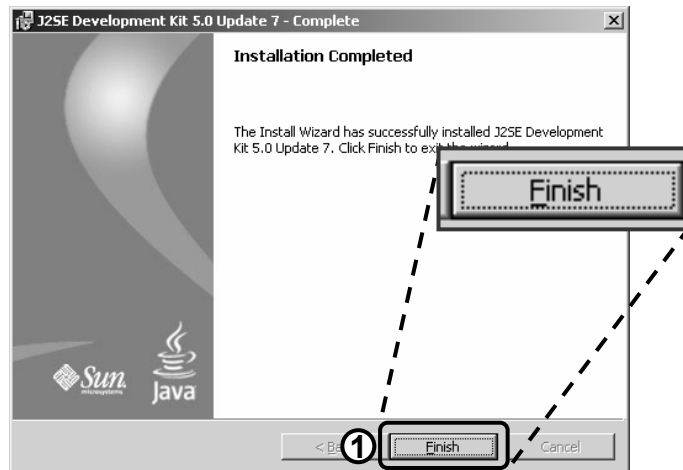 J2SE Development Kit 5.0 Update 7 - Complete
Installation Completed
The Install Wizard has successfully installed J2SE Development
Kit 5.0 Update 7. Click Finish to exit the wizard.
Finish
Sun
microsystems
Java
1
Finish
Cancel